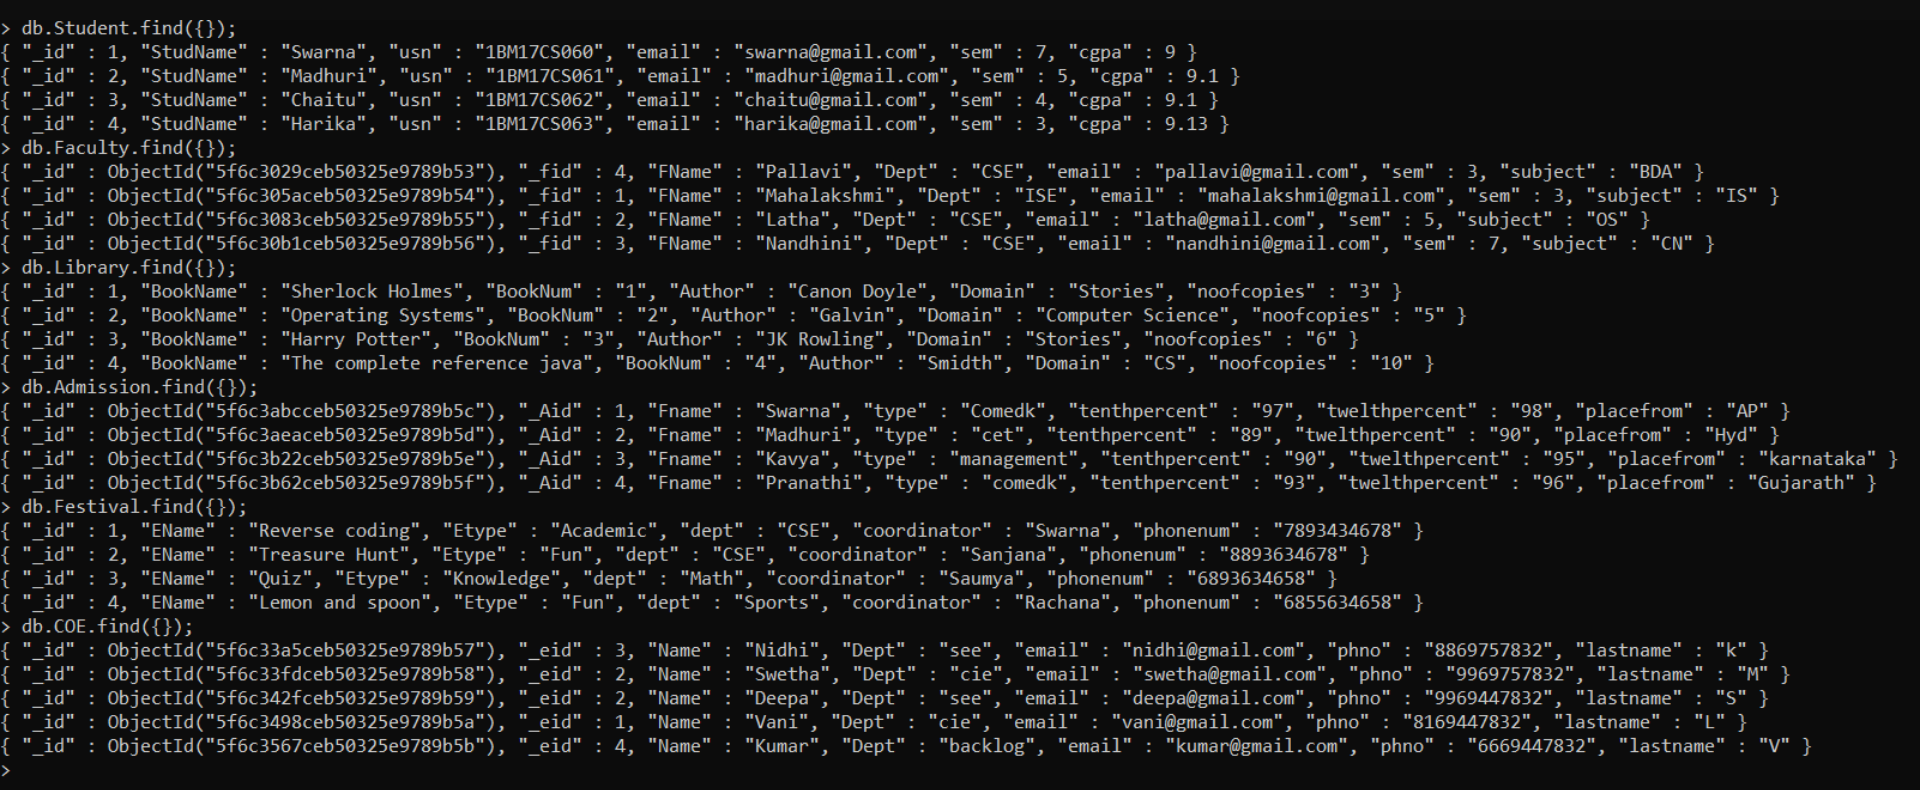 > db.Student.find({});
{ "_id" : 1, "StudName" : "Swarna", "usn" : "1BM17CS060", "email" : "swarna@gmail.com", "sem" : 7, "cgpa" : 9 }
{ "_id" : 2, "StudName" : "Madhuri", "usn" : "1BM17CS061", "email" : "madhuri@gmail.com", "sem" : 5, "cgpa" : 9.1 }
{ "_id" : 3, "StudName" : "Chaitu", "usn" : "1BM17CS062", "email" : "chaitu@gmail.com", "sem" : 4, "cgpa" : 9.1 }
{ "_id" : 4, "StudName" : "Harika", "usn" : "1BM17CS063", "email" : "harika@gmail.com", "sem" : 3, "cgpa" : 9.13 }
> db.Faculty.find({});
{ "_id" : ObjectId("5f6c3029ceb50325e9789b53"), "_fid" : 4, "FName" : "Pallavi", "Dept" : "CSE", "email" : "pallavi@gmail.com", "sem" : 3, "subject" : "BDA" }
{ "_id" : ObjectId("5f6c305aceb50325e9789b54"), "_fid" : 1, "FName" : "Mahalakshmi", "Dept" : "ISE", "email" : "mahalakshmi@gmail.com", "sem" : 3, "subject" : "IS" }
{ "_id" : ObjectId("5f6c3083ceb50325e9789b55"), "_fid" : 2, "FName" : "Latha", "Dept" : "CSE", "email" : "latha@gmail.com", "sem" : 5, "subject" : "OS" }
{ "_id" : ObjectId("5f6c30b1ceb50325e9789b56"), "_fid" : 3, "FName" : "Nandhini", "Dept" : "CSE", "email" : "nandhini@gmail.com", "sem" : 7, "subject" : "CN" }
> db.Library.find({});
{ "_id" : 1, "BookName" : "Sherlock Holmes", "BookNum" : "1", "Author" : "Canon Doyle", "Domain" : "Stories", "noofcopies" : "3" }
{ "_id" : 2, "BookName" : "Operating Systems", "BookNum" : "2", "Author" : "Galvin", "Domain" : "Computer Science", "noofcopies" : "5" }
{ "_id" : 3, "BookName" : "Harry Potter", "BookNum" : "3", "Author" : "JK Rowling", "Domain" : "Stories", "noofcopies" : "6" }
{ "_id" : 4, "BookName" : "The complete reference java", "BookNum" : "4", "Author" : "Smidth", "Domain" : "CS", "noofcopies" : "10" }
> db.Admission.find({});
{ "_id" : ObjectId("5f6c3abcceb50325e9789b5c"), "_Aid" : 1, "Fname" : "Swarna", "type" : "Comedk", "tenthpercent" : "97", "twelthpercent" : "98", "placefrom" : "AP" }
{ "_id" : ObjectId("5f6c3aeaceb50325e9789b5d"), "_Aid" : 2, "Fname" : "Madhuri", "type" : "cet", "tenthpercent" : "89", "twelthpercent" : "90", "placefrom" : "Hyd" }
{ "_id" : ObjectId("5f6c3b22ceb50325e9789b5e"), "_Aid" : 3, "Fname" : "Kavya", "type" : "management", "tenthpercent" : "90", "twelthpercent" : "95", "placefrom" : "karnataka" }
{ "_id" : ObjectId("5f6c3b62ceb50325e9789b5f"), "_Aid" : 4, "Fname" : "Pranathi", "type" : "comedk", "tenthpercent" : "93", "twelthpercent" : "96", "placefrom" : "Gujarath" }
> db.Festival.find({});
{ "_id" : 1, "EName" : "Reverse coding", "Etype" : "Academic", "dept" : "CSE", "coordinator" : "Swarna", "phonenum" : "7893434678" }
{ "_id" : 2, "EName" : "Treasure Hunt", "Etype" : "Fun", "dept" : "CSE", "coordinator" : "Sanjana", "phonenum" : "8893634678" }
{ "_id" : 3, "EName" : "Quiz", "Etype" : "Knowledge", "dept" : "Math", "coordinator" : "Saumya", "phonenum" : "6893634658" }
{ "_id" : 4, "EName" : "Lemon and spoon", "Etype" : "Fun", "dept" : "Sports", "coordinator" : "Rachana", "phonenum" : "6855634658" }
> db.COE.find({});
{ "_id" : ObjectId("5f6c33a5ceb50325e9789b57"), "_eid" : 3, "Name" : "Nidhi", "Dept" : "see", "email" : "nidhi@gmail.com", "phno" : "8869757832", "lastname" : "k" }
{ "_id" : ObjectId("5f6c33fdceb50325e9789b58"), "_eid" : 2, "Name" : "Swetha", "Dept" : "cie", "email" : "swetha@gmail.com", "phno" : "9969757832", "lastname" : "M" }
{ "_id" : ObjectId("5f6c342fceb50325e9789b59"), "_eid" : 2, "Name" : "Deepa", "Dept" : "see", "email" : "deepa@gmail.com", "phno" : "9969447832", "lastname" : "S" }
{ "_id" : ObjectId("5f6c3498ceb50325e9789b5a"), "_eid" : 1, "Name" : "Vani", "Dept" : "cie", "email" : "vani@gmail.com", "phno" : "8169447832", "lastname" : "L" }
{ "_id" : ObjectId("5f6c3567ceb50325e9789b5b"), "_eid" : 4, "Name" : "Kumar", "Dept" : "backlog", "email" : "kumar@gmail.com", "phno" : "6669447832", "lastname" : "V" }
>